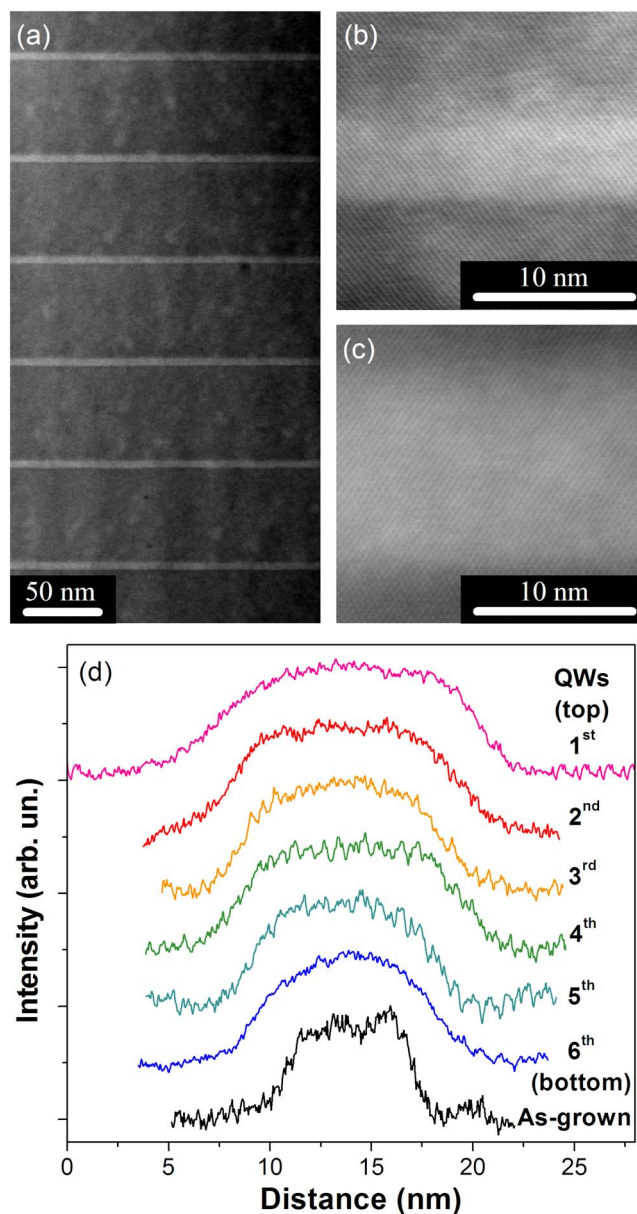 (a)
50 nm
(b)
10 nm
(c)
10 nm
(d)
QWs
(top)
1st
2nd
3rd
4th
5th
6th
(bottom)
As-grown
Intensity (arb. un.)
0 5 10 15 20 25
Distance (nm)